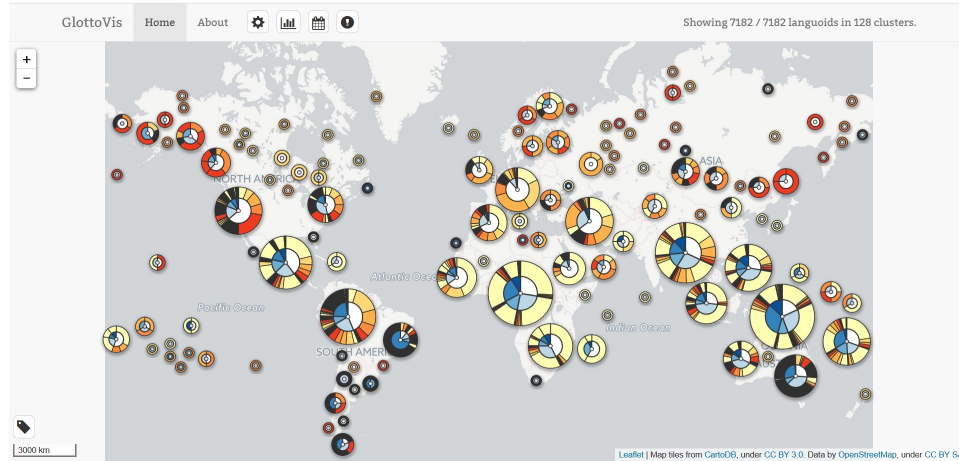 GlottoVis Home About Showing 7182 / 7182 languoids in 128 clusters.
+
−
ASIA
NORTH AMERICA
Atlantic Ocean
Pacific Ocean
Indian Ocean
SOUTH AMERI
3000 km
Leaflet | Map tiles from CartoDB, under CC BY 3.0. Data by OpenStreetMap, under CC BY SA